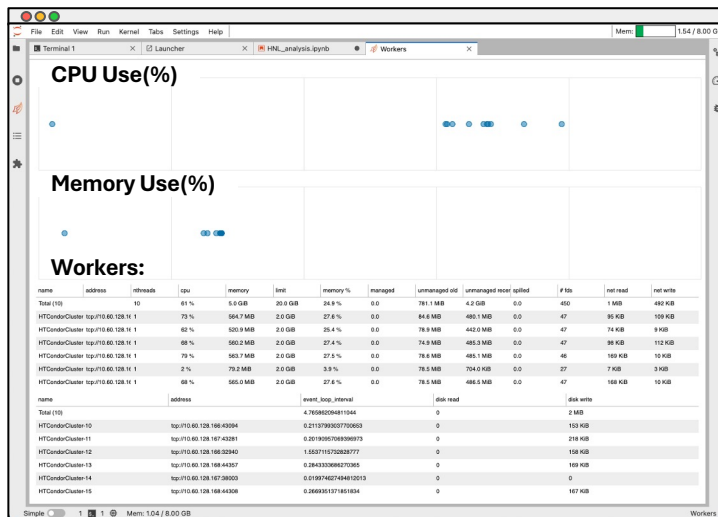 File Edit View Run Kernel Tabs Settings Help Mem: 1.54 / 8.00 G
Terminal 1 × Launcher × HNL_analysis.ipynb Workers ×
CPU Use(%)
Memory Use(%)
Workers:
name address nthreads cpu memory limit memory % managed unmanaged old unmanaged recer spilled # fds net read net write
Total (10) 10 61 % 5.0 GiB 20.0 GiB 24.9 % 0.0 781.1 MiB 4.2 GiB 0.0 450 1 MiB 492 KiB
HTCondorCluster tcp://10.60.128.16 1 73 % 564.7 MiB 2.0 GiB 27.6 % 0.0 84.6 MiB 480.1 MiB 0.0 47 95 KiB 109 KiB
HTCondorCluster tcp://10.60.128.16 1 62 % 520.9 MiB 2.0 GiB 25.4 % 0.0 78.9 MiB 442.0 MiB 0.0 47 74 KiB 9 KiB
HTCondorCluster tcp://10.60.128.16 1 68 % 560.2 MiB 2.0 GiB 27.4 % 0.0 74.9 MiB 485.3 MiB 0.0 47 98 KiB 112 KiB
HTCondorCluster tcp://10.60.128.16 1 79 % 563.7 MiB 2.0 GiB 27.5 % 0.0 78.6 MiB 485.1 MiB 0.0 46 169 KiB 10 KiB
HTCondorCluster tcp://10.60.128.16 1 2 % 79.2 MiB 2.0 GiB 3.9 % 0.0 78.5 MiB 704.0 KiB 0.0 27 7 KiB 3 KiB
HTCondorCluster tcp://10.60.128.16 1 68 % 565.0 MiB 2.0 GiB 27.6 % 0.0 78.5 MiB 486.5 MiB 0.0 47 168 KiB 10 KiB
name address event_loop_interval disk read disk write
Total (10) 4.765862094811044 0 2 MiB
HTCondorCluster-10 tcp://10.60.128.166:43094 0.21137993037700653 0 153 KiB
HTCondorCluster-11 tcp://10.60.128.167:43281 0.20190957069396973 0 218 KiB
HTCondorCluster-12 tcp://10.60.128.166:32940 1.5537115732828777 0 158 KiB
HTCondorCluster-13 tcp://10.60.128.168:44357 0.28433336862270365 0 169 KiB
HTCondorCluster-14 tcp://10.60.128.167:38003 0.019974627494812013 0 0
HTCondorCluster-15 tcp://10.60.128.168:44308 0.2669351371851834 0 167 KiB
Simple 1 1 Mem: 1.04 / 8.00 GB Workers